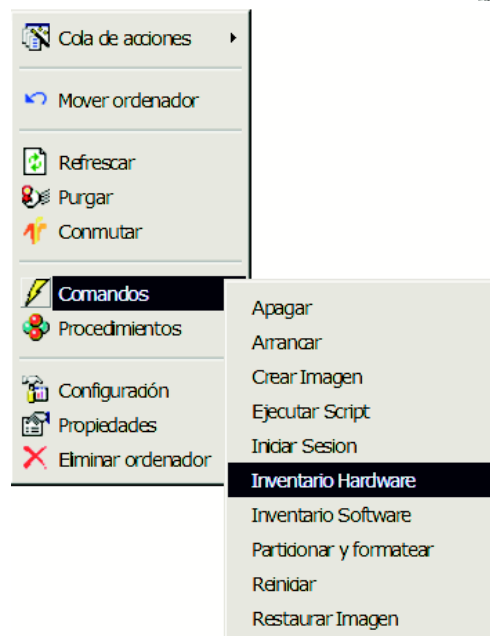 Cola de acciones
Mover ordenador
Refrescar
Purgar
Conmutar
Comandos
Procedimientos
Configuración
Propiedades
Eliminar ordenador
Apagar
Arrancar
Crear Imagen
Ejecutar Script
Iniciar Sesion
Inventario Hardware
Inventario Software
Particionar y formatear
Reiniciar
Restaurar Imagen